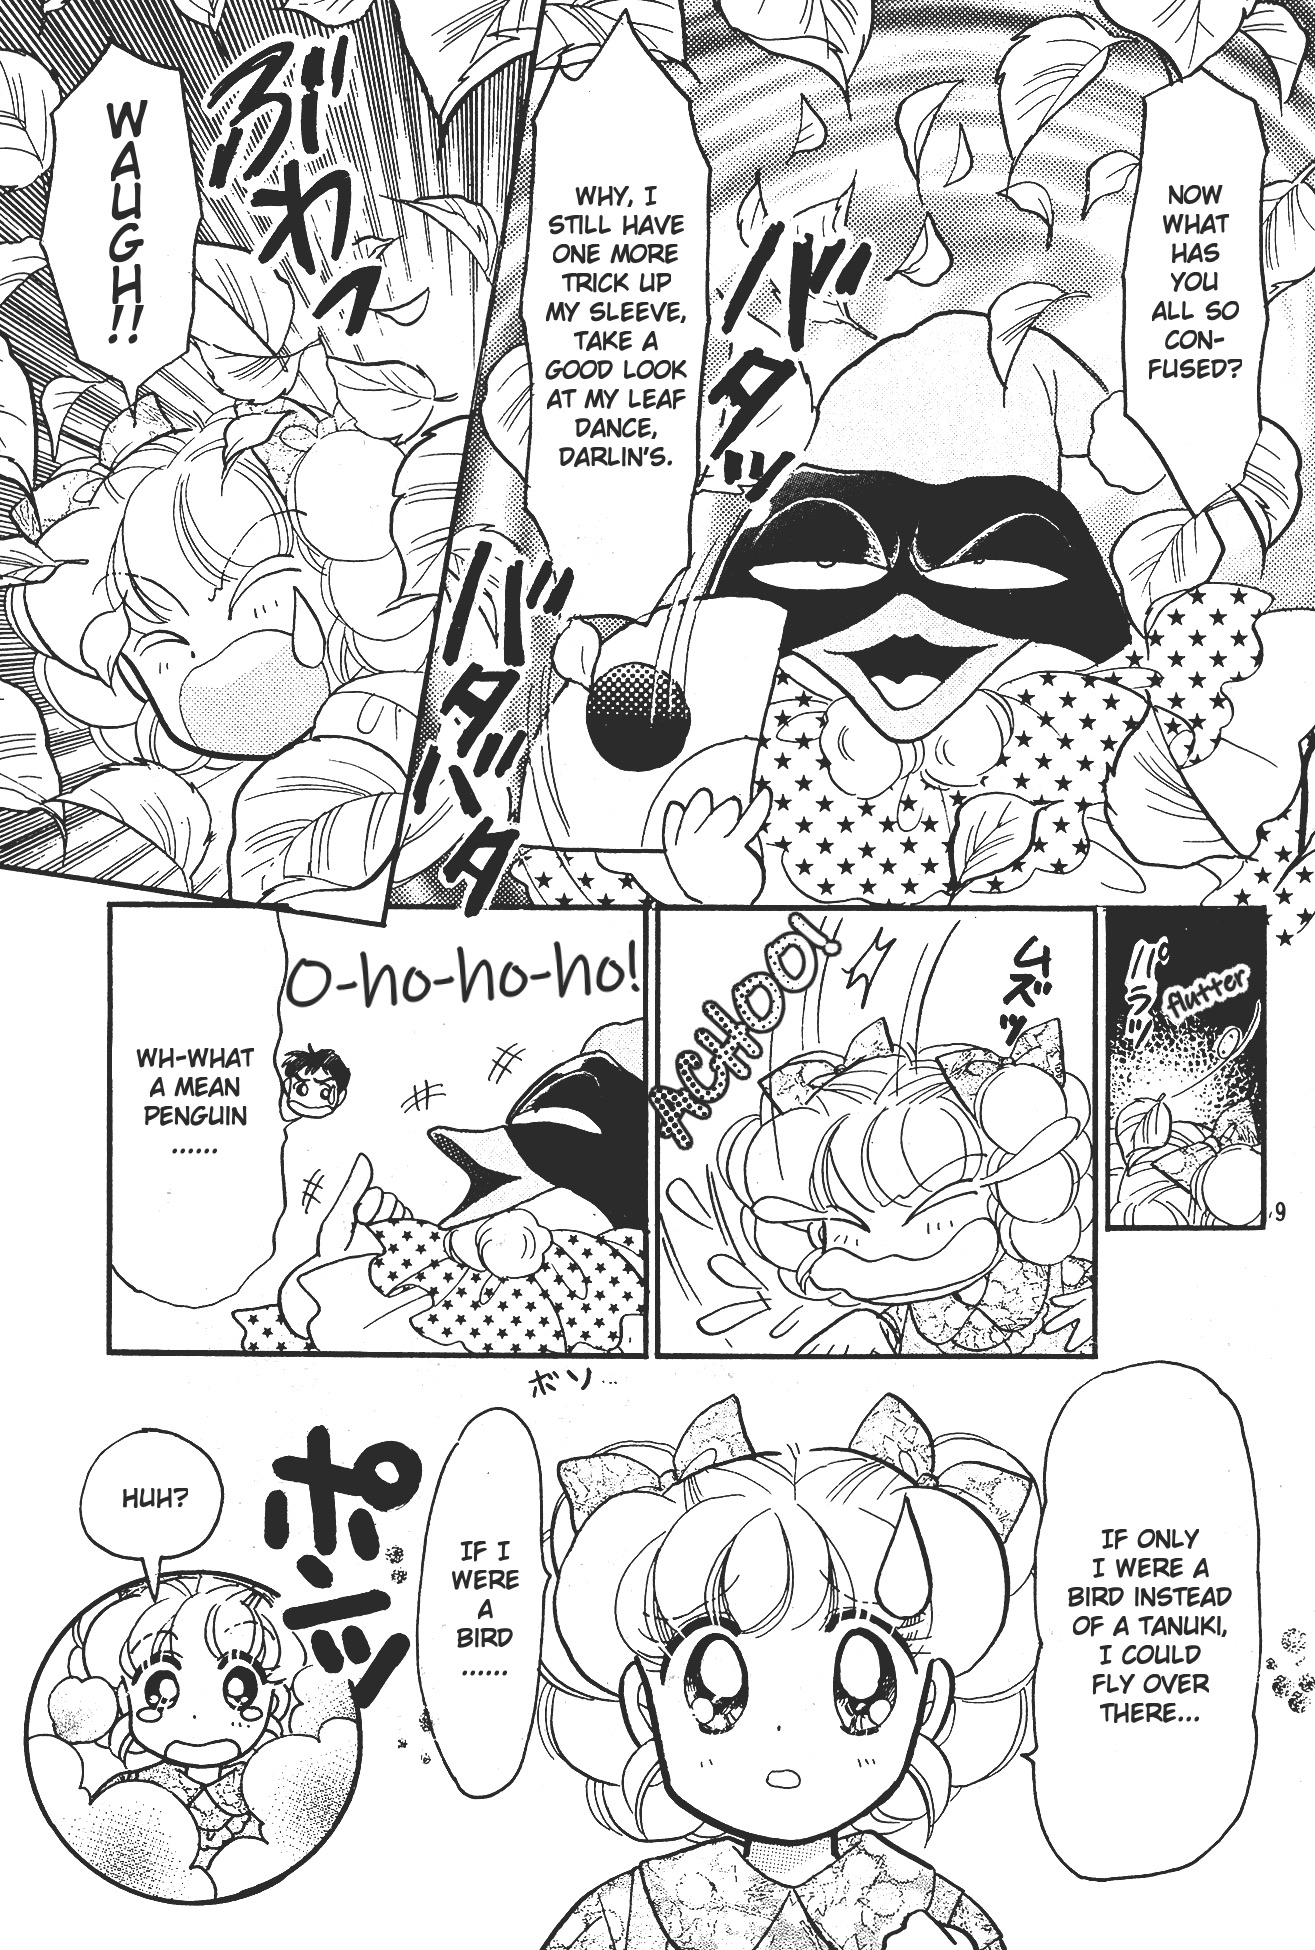 NOW
WHAT
HAS
YOU
ALL SO
CON-
FUSED?
バタッ
WHY, I
STILL HAVE
ONE MORE
TRICK UP
MY SLEEVE,
TAKE A
GOOD LOOK
AT MY LEAF
DANCE,
DARLIN'S.
バタバタ
ぶわっ
WAUGH!!
パラッ
flutter
ムズッ
ACHOO!
O-ho-ho-ho!
WH-WHAT
A MEAN
PENGUIN
......
9
IF ONLY
I WERE A
BIRD INSTEAD
OF A TANUKI,
I COULD
FLY OVER
THERE...
ボソ...
IF I
WERE
A
BIRD
......
ポンッ
HUH?